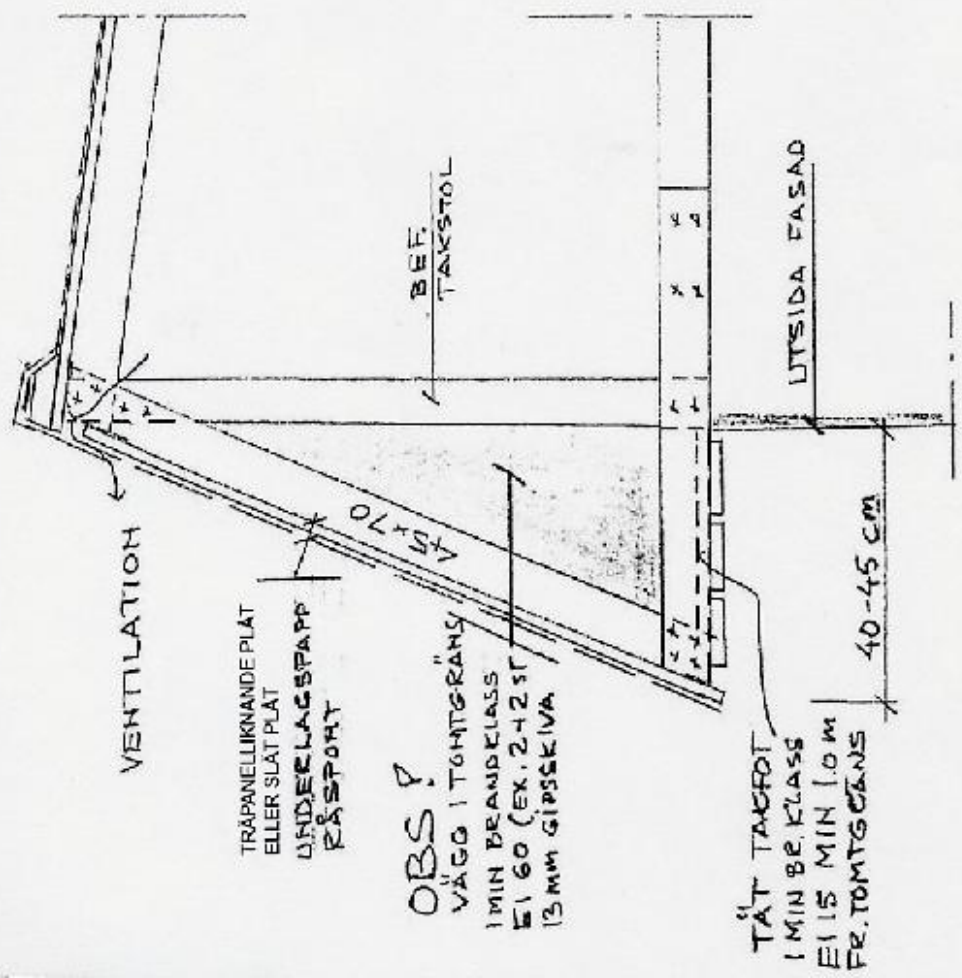 VENTILATION
TRÄPANELLIKNANDE PLÅT
ELLER SLÄT PLÅT
UNDERLAGSPAPP
RÅSPONT
OBS!
VÄGG I TOMTGRÄNS
I MIN BRANDKLASS
EI 60 (EX. 2+2 ST
13 MM GIPSSKIVA
TÄT TAKFOT
I MIN BR. KLASS
EI 15 MIN 1.0 m
FR. TOMTGRÄNS
45x70
BEF.
TAKSTOL
UTSIDA FASAD
40-45 cm